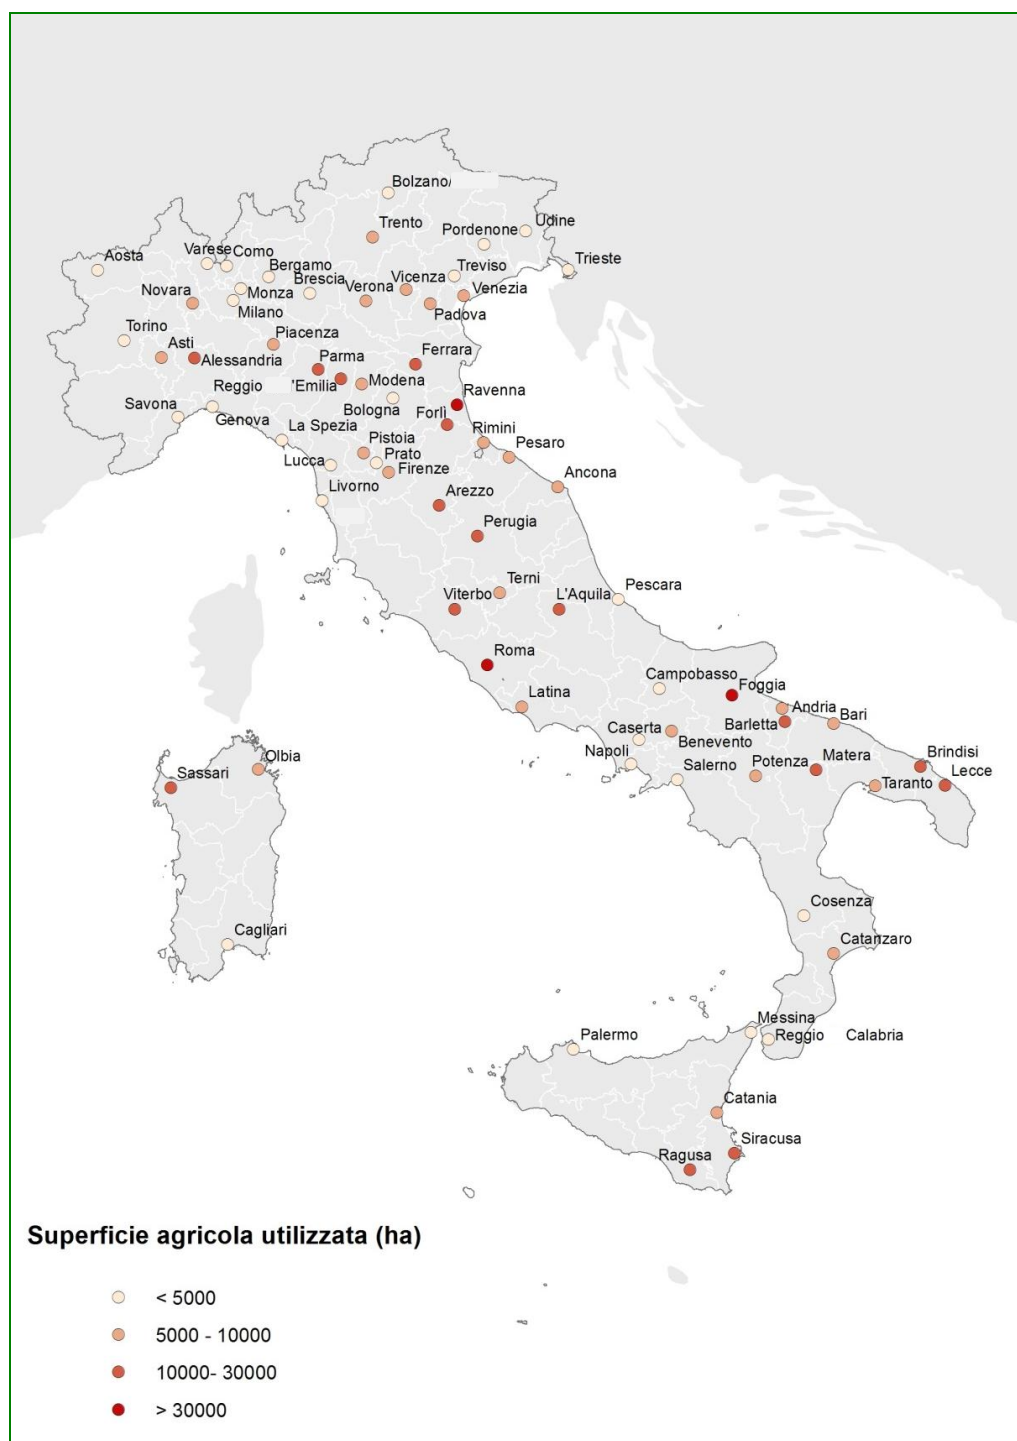 Bolzano/
Trento
Pordenone
Udine
Aosta
Varese
Como
Bergamo
Brescia
Vicenza
Treviso
Trieste
Novara
Monza
Milano
Verona
Venezia
Padova
Torino
Asti
Piacenza
Alessandria
Parma
Ferrara
Reggio 'Emilia
Modena
Ravenna
Savona
Genova
Bologna
Forlì
La Spezia
Rimini
Pistoia
Pesaro
Prato
Lucca
Firenze
Ancona
Livorno
Arezzo
Perugia
Terni
Viterbo
L'Aquila
Pescara
Roma
Campobasso
Foggia
Latina
Andria
Barletta
Bari
Caserta
Benevento
Napoli
Salerno
Potenza
Matera
Brindisi
Lecce
Taranto
Olbia
Sassari
Cosenza
Cagliari
Catanzaro
Messina
Palermo
Reggio Calabria
Catania
Siracusa
Ragusa
Superficie agricola utilizzata (ha)
< 5000
5000 - 10000
10000- 30000
> 30000